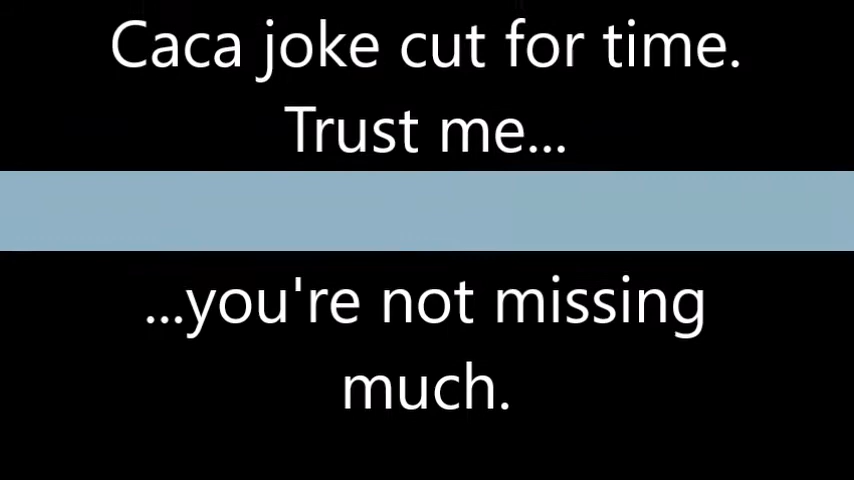 Caca joke cut for time.
Trust me...
...you're not missing
much.